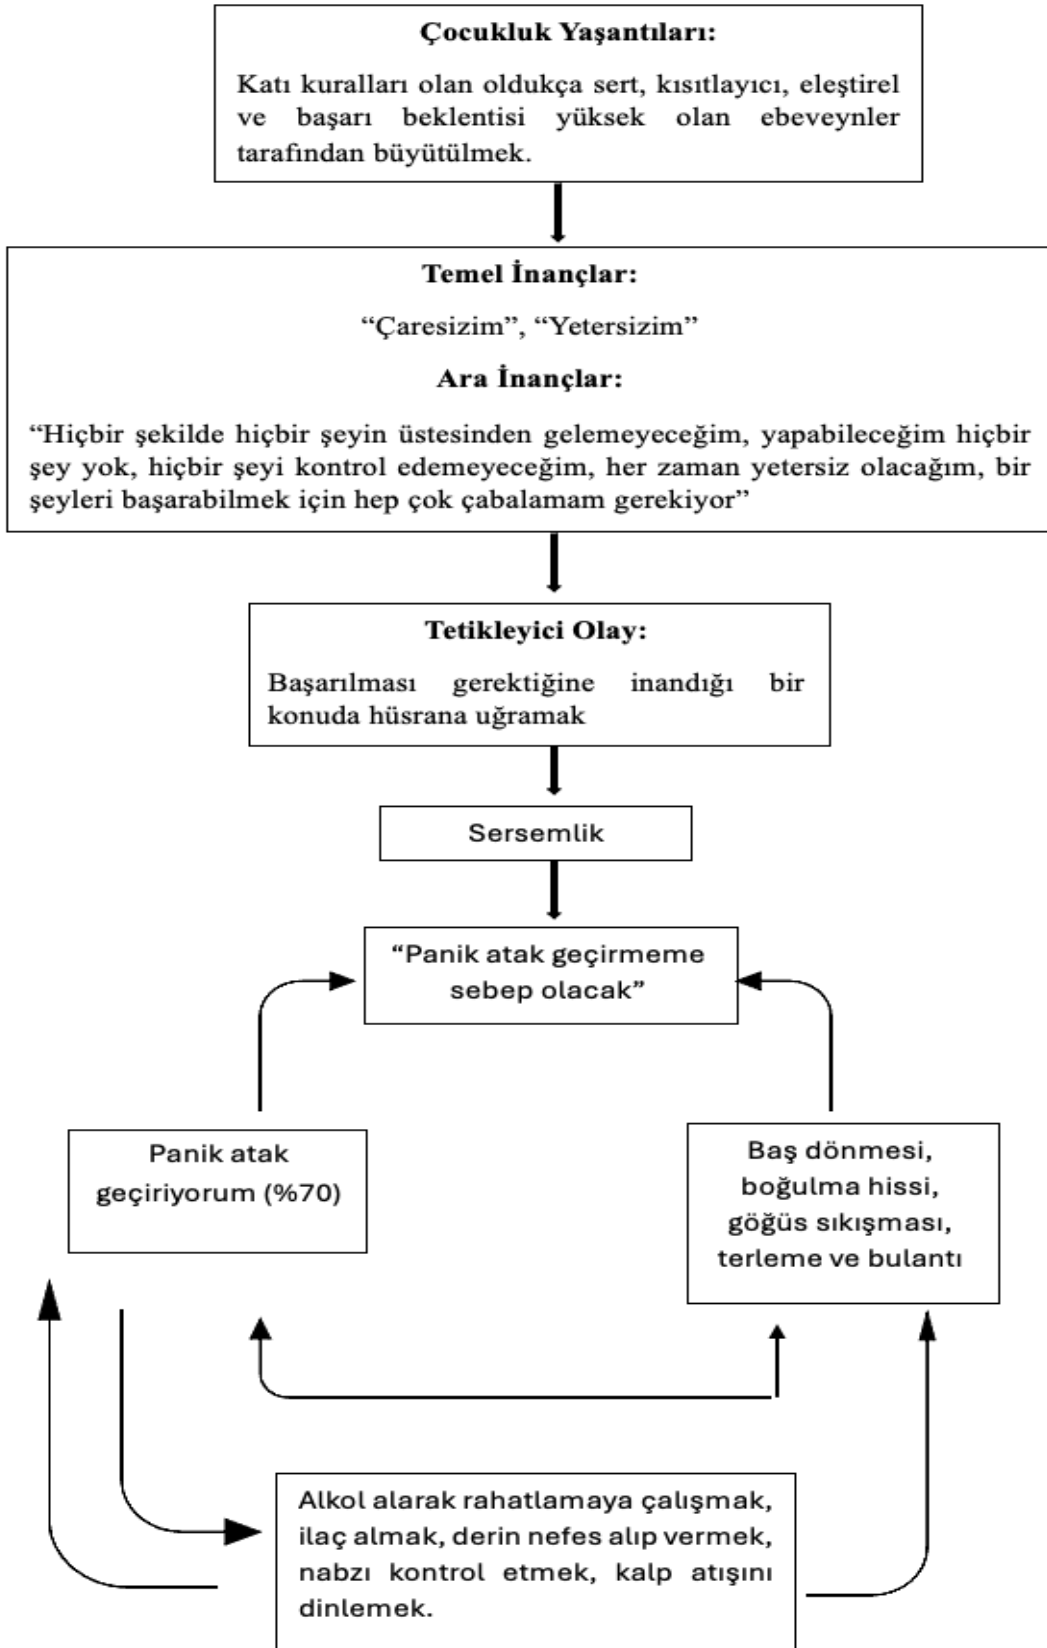 Çocukluk Yaşantıları:
Katı kuralları olan oldukça sert, kısıtlayıcı, eleştirel
ve başarı beklentisi yüksek olan ebeveynler
tarafından büyütülmek.
Temel İnançlar:
“Çaresizim”, “Yetersizim”
Ara İnançlar:
“Hiçbir şekilde hiçbir şeyin üstesinden gelemeyeceğim, yapabileceğim hiçbir
şey yok, hiçbir şeyi kontrol edemeyeceğim, her zaman yetersiz olacağım, bir
şeyleri başarabilmek için hep çok çabalamam gerekiyor”
Tetikleyici Olay:
Başarılması gerektiğine inandığı bir
konuda hüsrana uğramak
Sersemlik
“Panik atak geçirmeme
sebep olacak”
Panik atak
geçiriyorum (%70)
Baş dönmesi,
boğulma hissi,
göğüs sıkışması,
terleme ve bulantı
Alkol alarak rahatlamaya çalışmak,
ilaç almak, derin nefes alıp vermek,
nabzı kontrol etmek, kalp atışını
dinlemek.